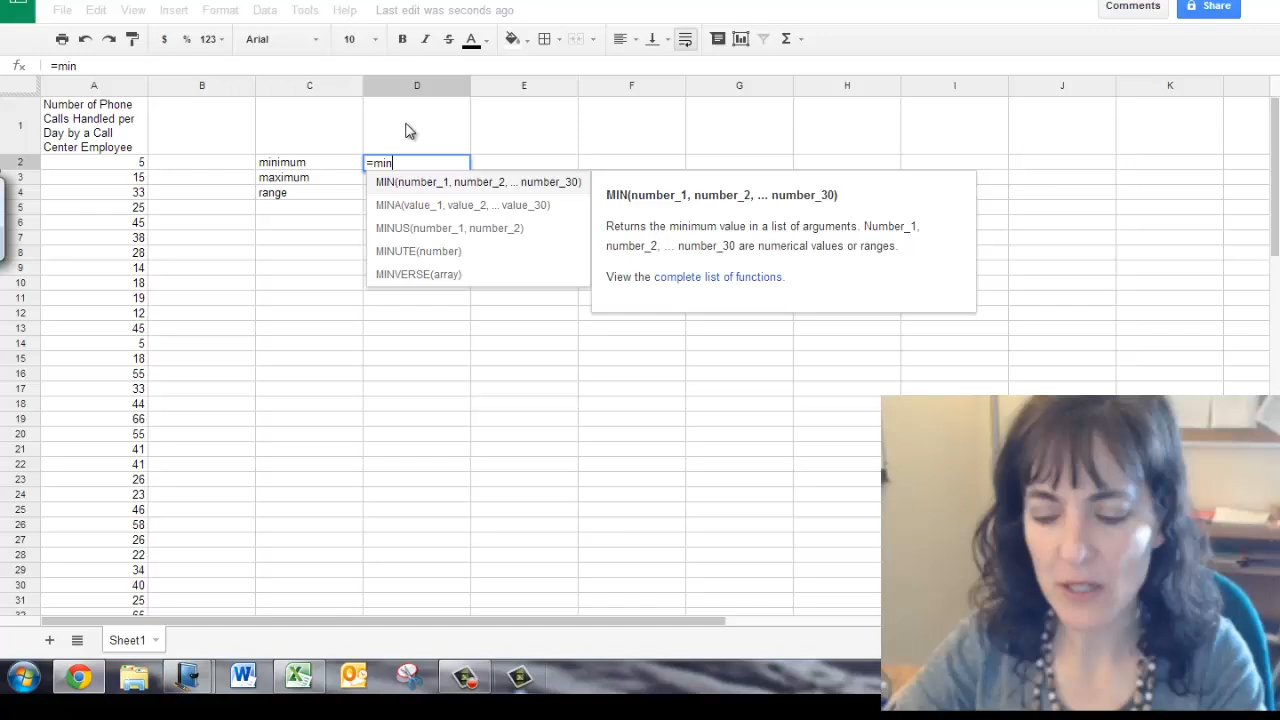 File Edit View Insert Format Data Tools Help Last edit was seconds ago Comments Share
$ % 123 Arial 10 B I S A Σ
fx =min
A B C D E F G H I J K
1 Number of Phone
Calls Handled per
Day by a Call
Center Employee
2 5 minimum =min
3 15 maximum
4 33 range
5 25
6 45
7 38
8 28
9 14
10 18
11 19
12 12
13 45
14 5
15 18
16 55
17 33
18 44
19 66
20 55
21 41
22 41
23 26
24 23
25 46
26 58
27 26
28 22
29 34
30 40
31 25
32 65
MIN(number_1, number_2, ... number_30)
MINA(value_1, value_2, ... value_30)
MINUS(number_1, number_2)
MINUTE(number)
MINVERSE(array)
MIN(number_1, number_2, ... number_30)
Returns the minimum value in a list of arguments. Number_1,
number_2, ... number_30 are numerical values or ranges.
View the complete list of functions.
+ Sheet1